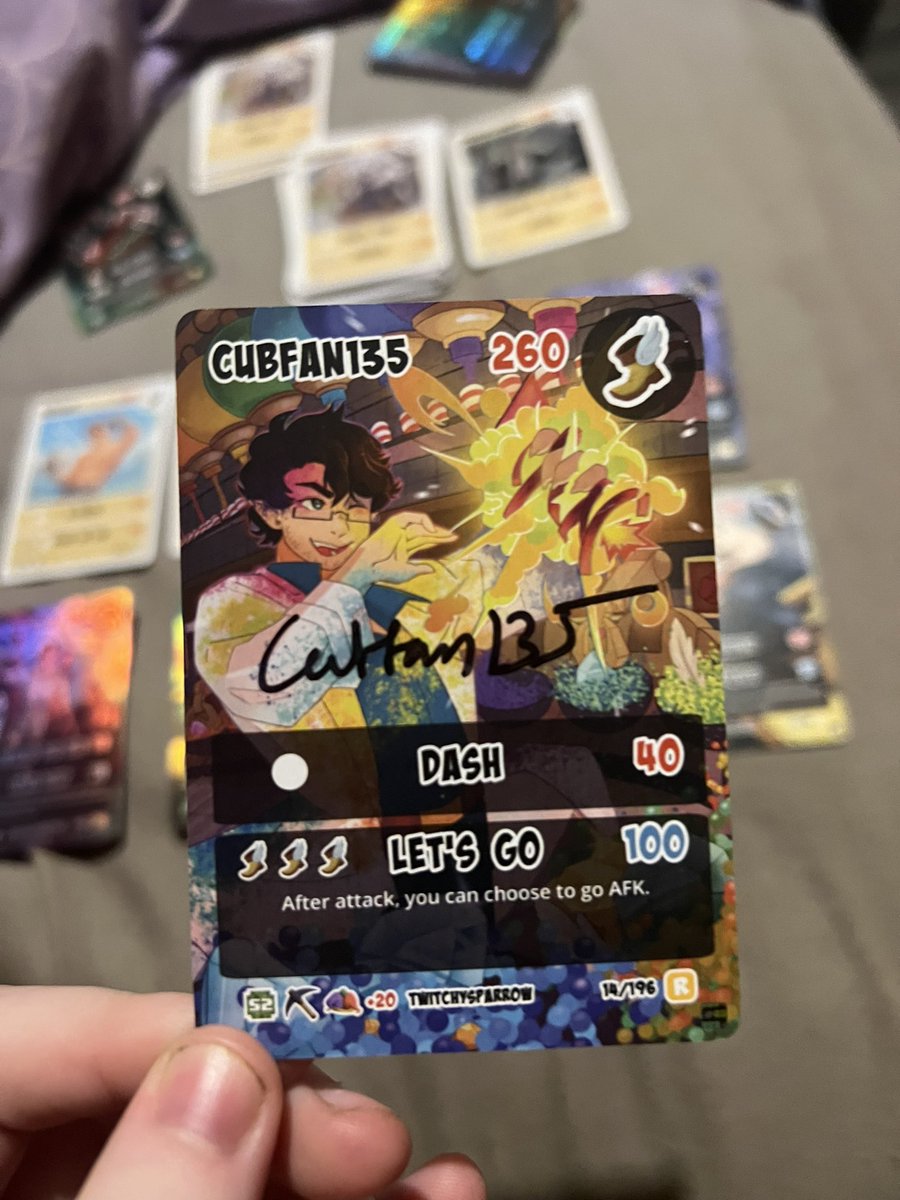 CUBFAN135 260
Cubfan135
DASH 40
LET'S GO 100
After attack, you can choose to go AFK.
S2 +20 TWITCHYSPARROW 14/196 R